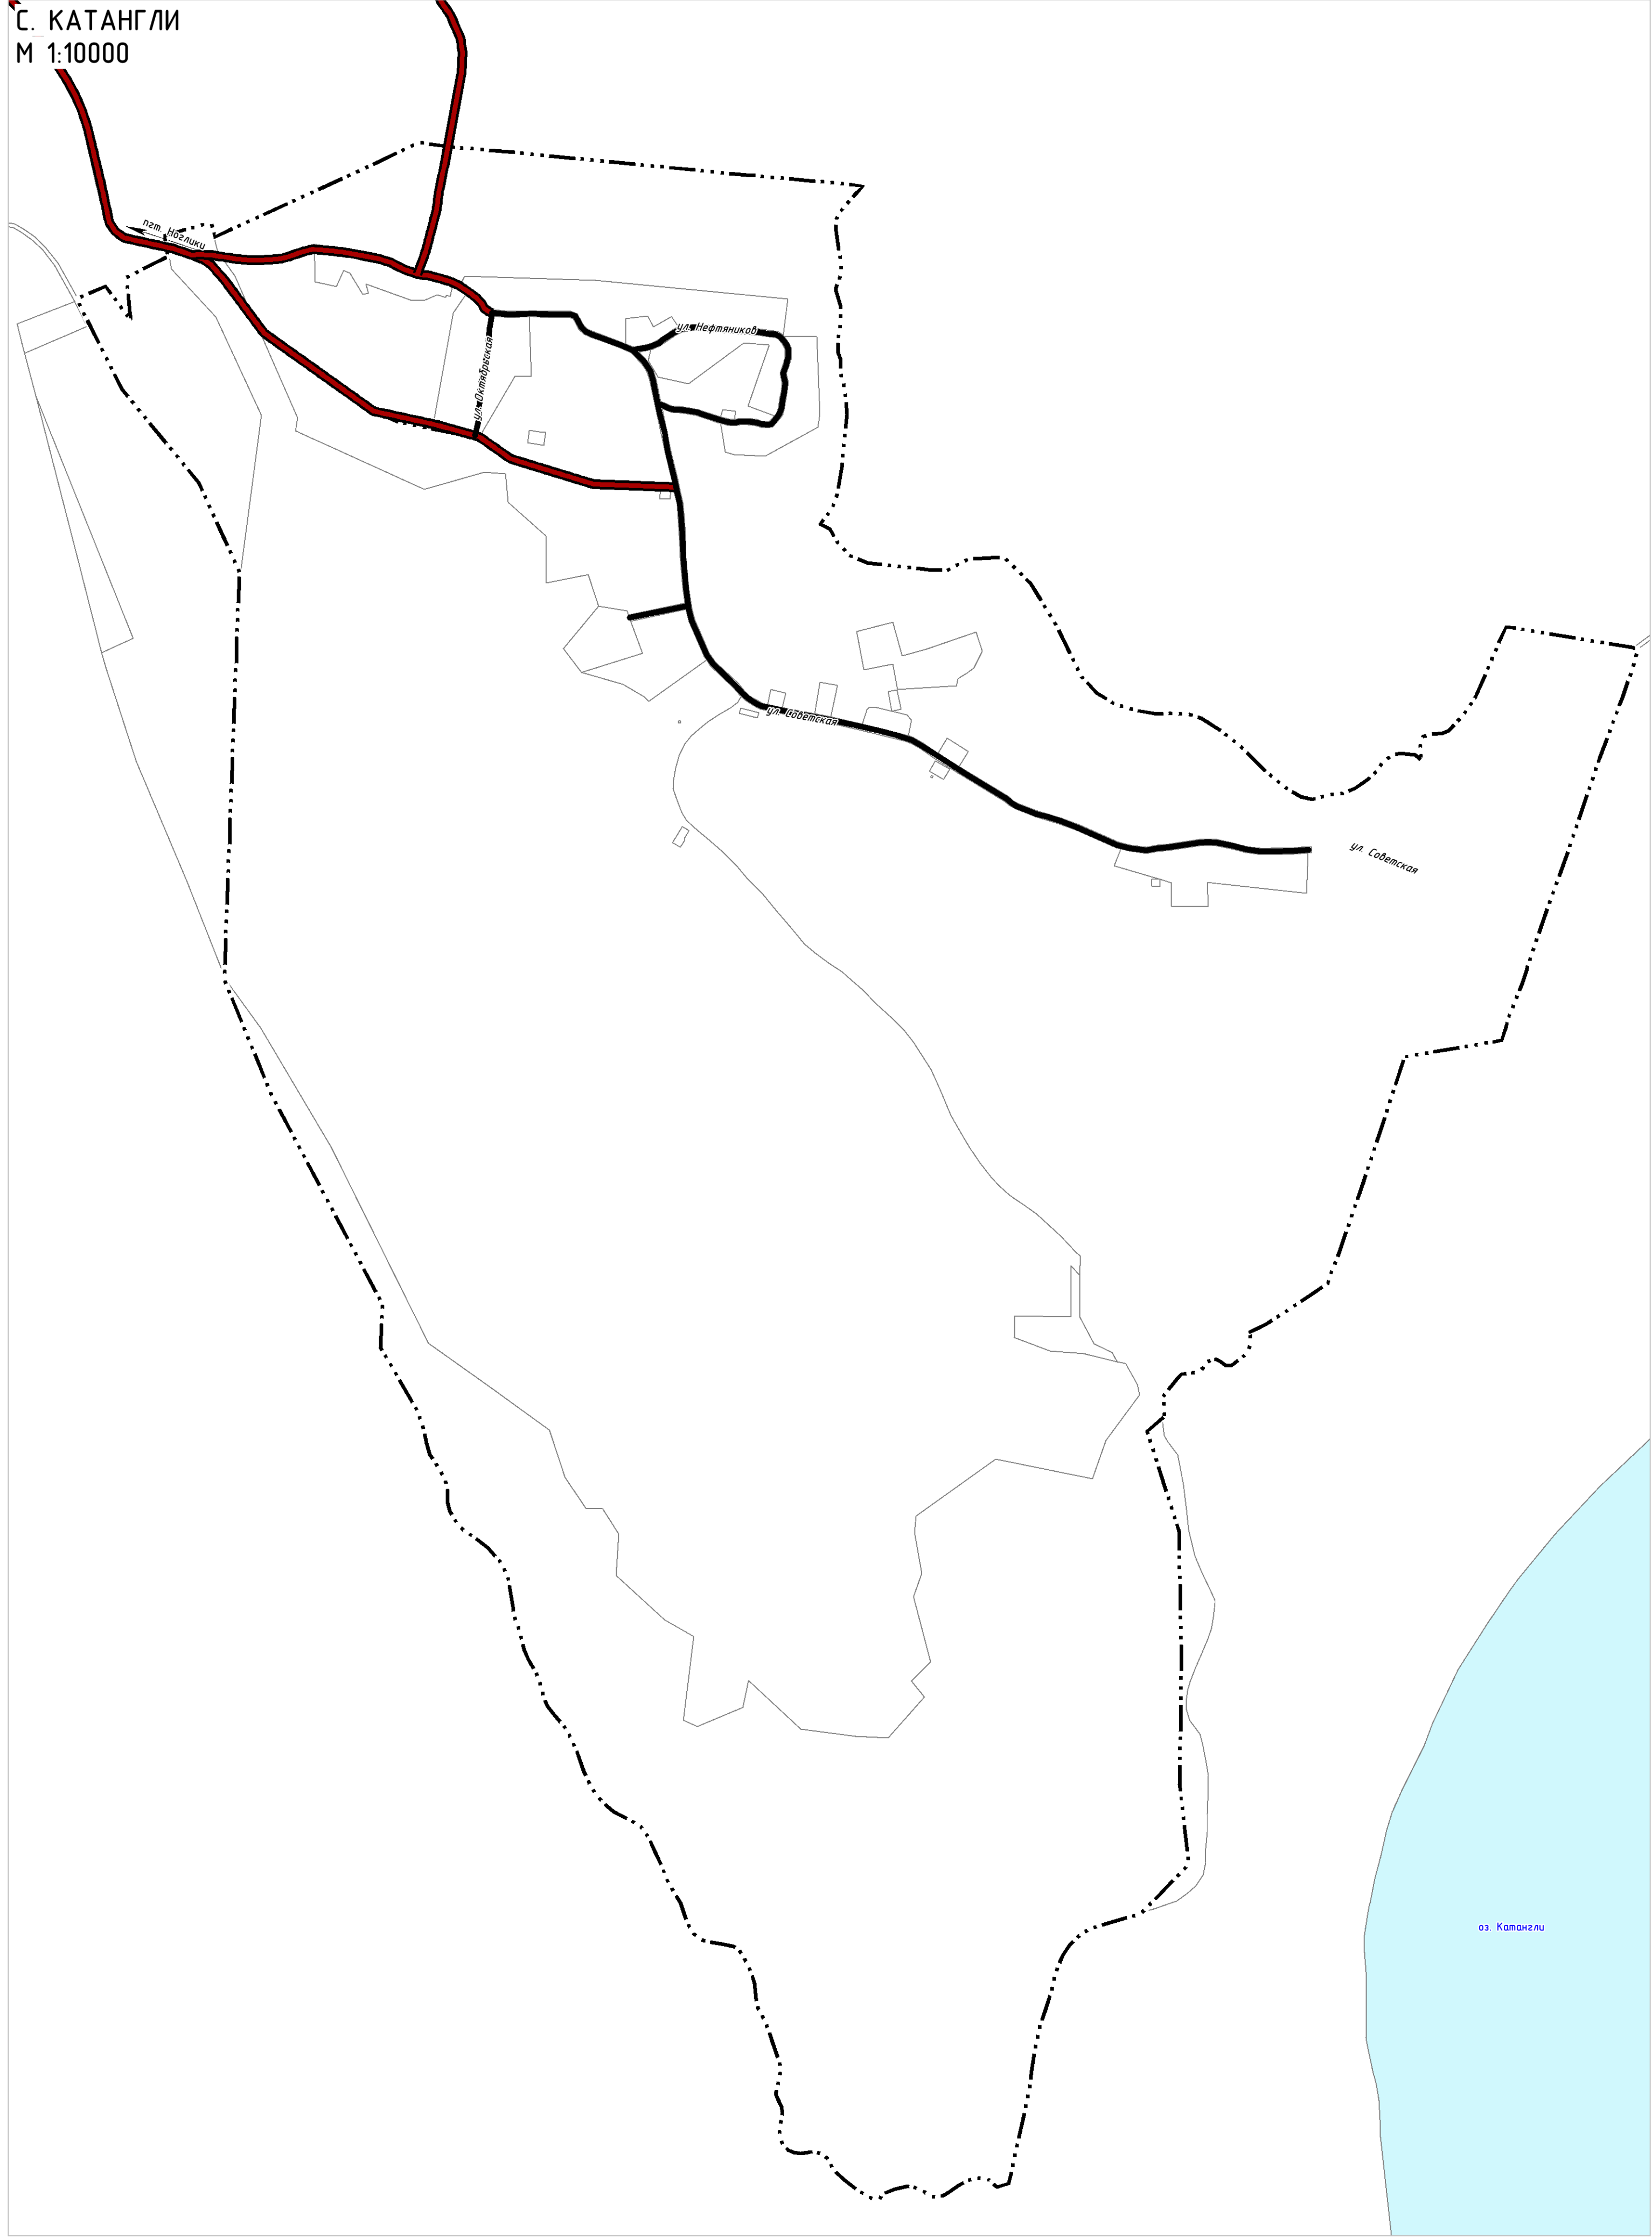 С. КАТАНГЛИ
М 1:10000
пгт. Ноглики
ул. Нефтяников
ул. Октябрьская
ул. Советская
ул. Советская
оз. Катангли